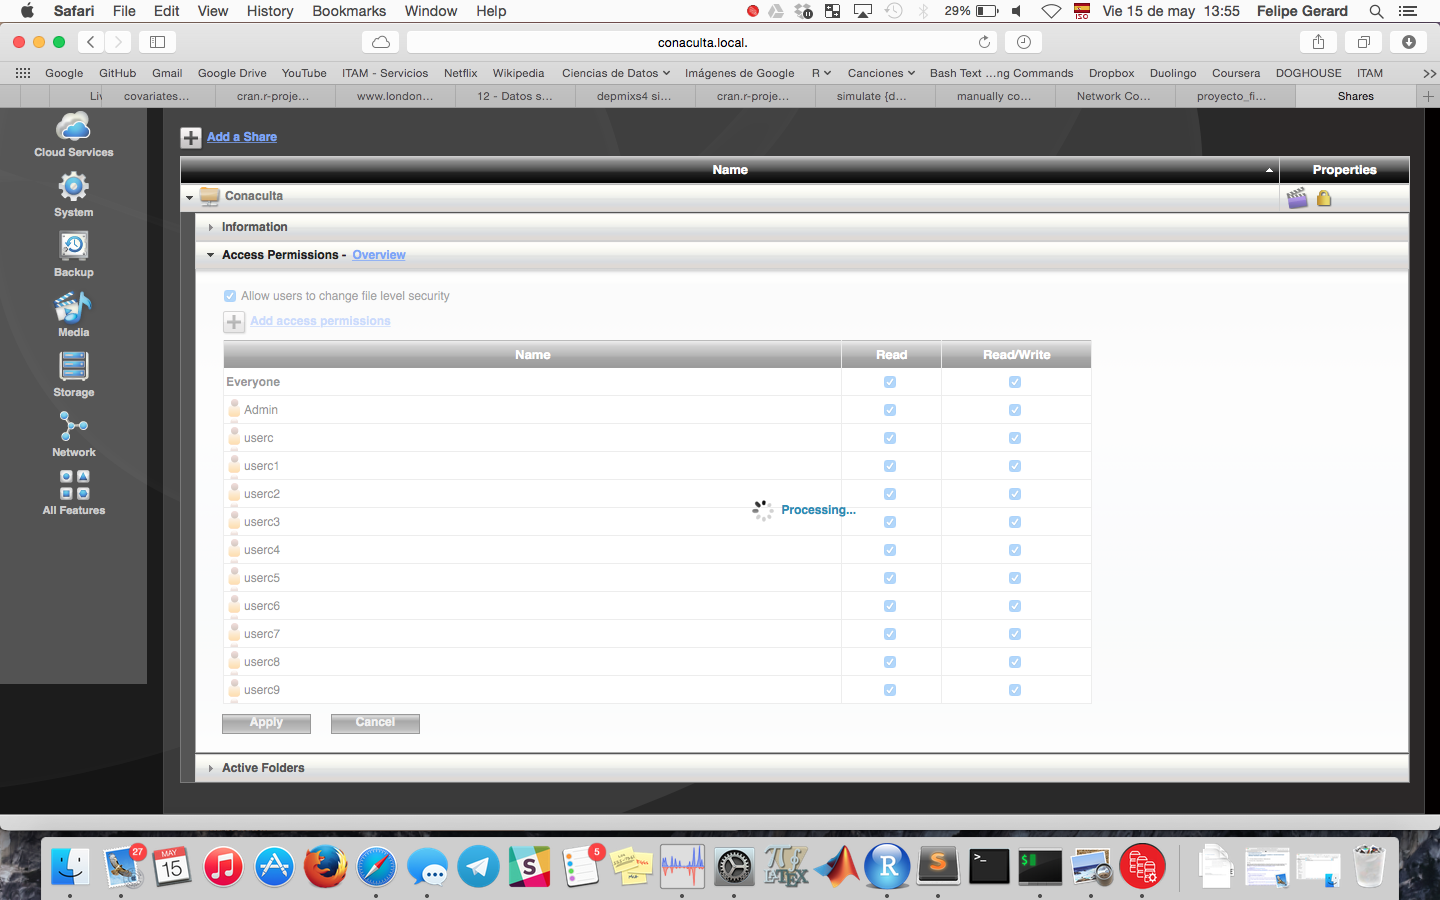 Safari File Edit View History Bookmarks Window Help 29% ISO Vie 15 de may 13:55 Felipe Gerard
conaculta.local.
Google GitHub Gmail Google Drive YouTube ITAM - Servicios Netflix Wikipedia Ciencias de Datos Imágenes de Google R Canciones Bash Text ...ng Commands Dropbox Duolingo Coursera DOGHOUSE ITAM >>
Liv covariates... cran.r-proje... www.london... 12 - Datos s... depmixs4 si... cran.r-proje... simulate {d... manually co... Network Co... proyecto_fi... Shares
Cloud Services
System
Backup
Media
Storage
Network
All Features
Add a Share
Name Properties
Conaculta
Information
Access Permissions - Overview
Allow users to change file level security
Add access permissions
Name Read Read/Write
Everyone
Admin
userc
userc1
userc2
userc3
Processing...
userc4
userc5
userc6
userc7
userc8
userc9
Apply Cancel
Active Folders
27 MAY 15 5